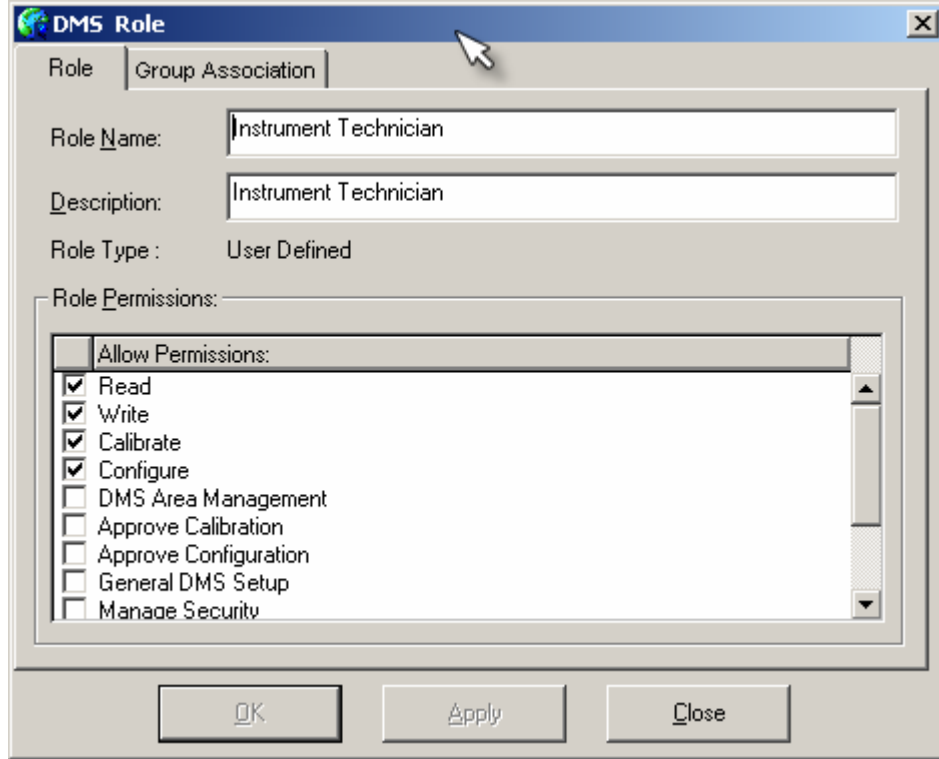 DMS Role
Role Group Association
Role Name: Instrument Technician
Description: Instrument Technician
Role Type : User Defined
Role Permissions:
Allow Permissions:
Read
Write
Calibrate
Configure
DMS Area Management
Approve Calibration
Approve Configuration
General DMS Setup
Manage Security
OK Apply Close